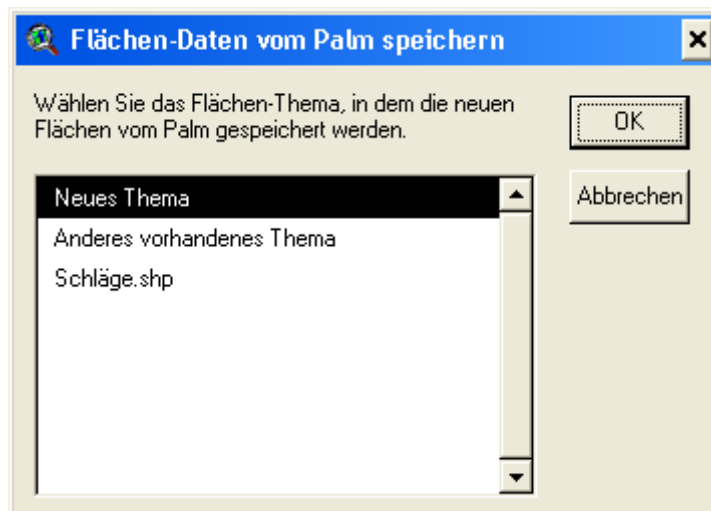 Flächen-Daten vom Palm speichern
Wählen Sie das Flächen-Thema, in dem die neuen
Flächen vom Palm gespeichert werden.
OK
Abbrechen
Neues Thema
Anderes vorhandenes Thema
Schläge.shp